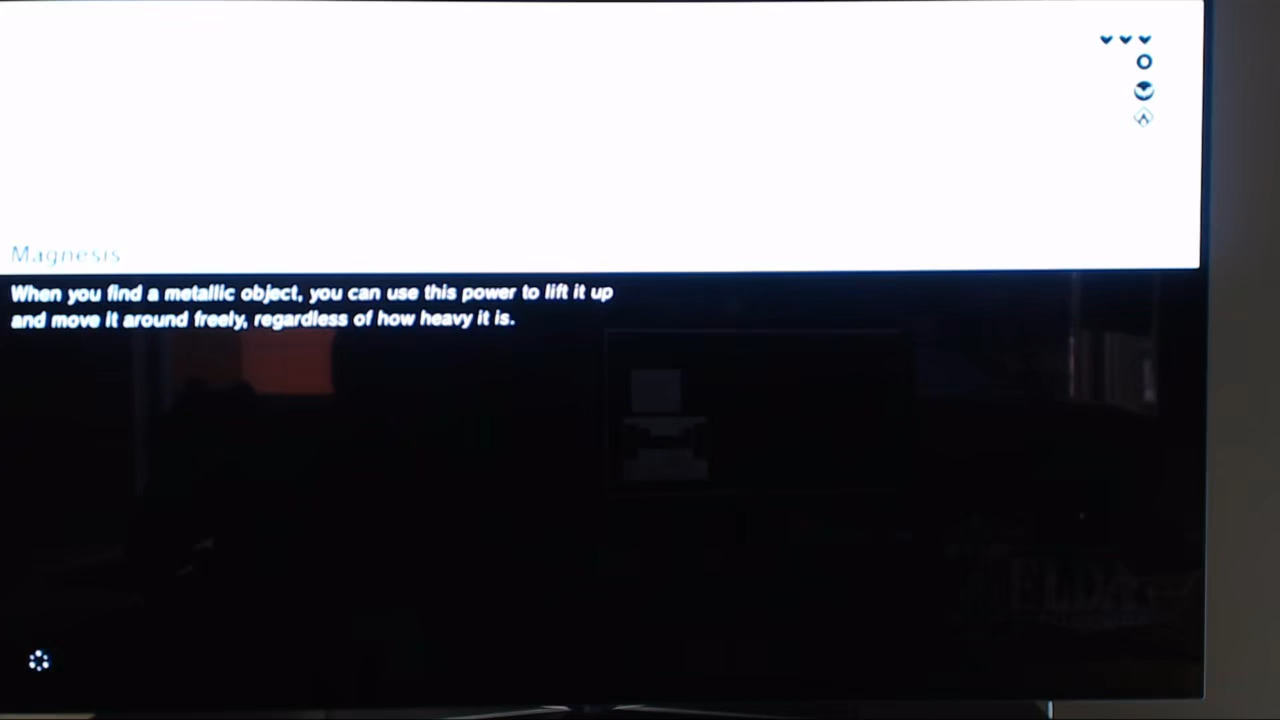 Magnesis
When you find a metallic object, you can use this power to lift it up
and move it around freely, regardless of how heavy it is.
ELDA